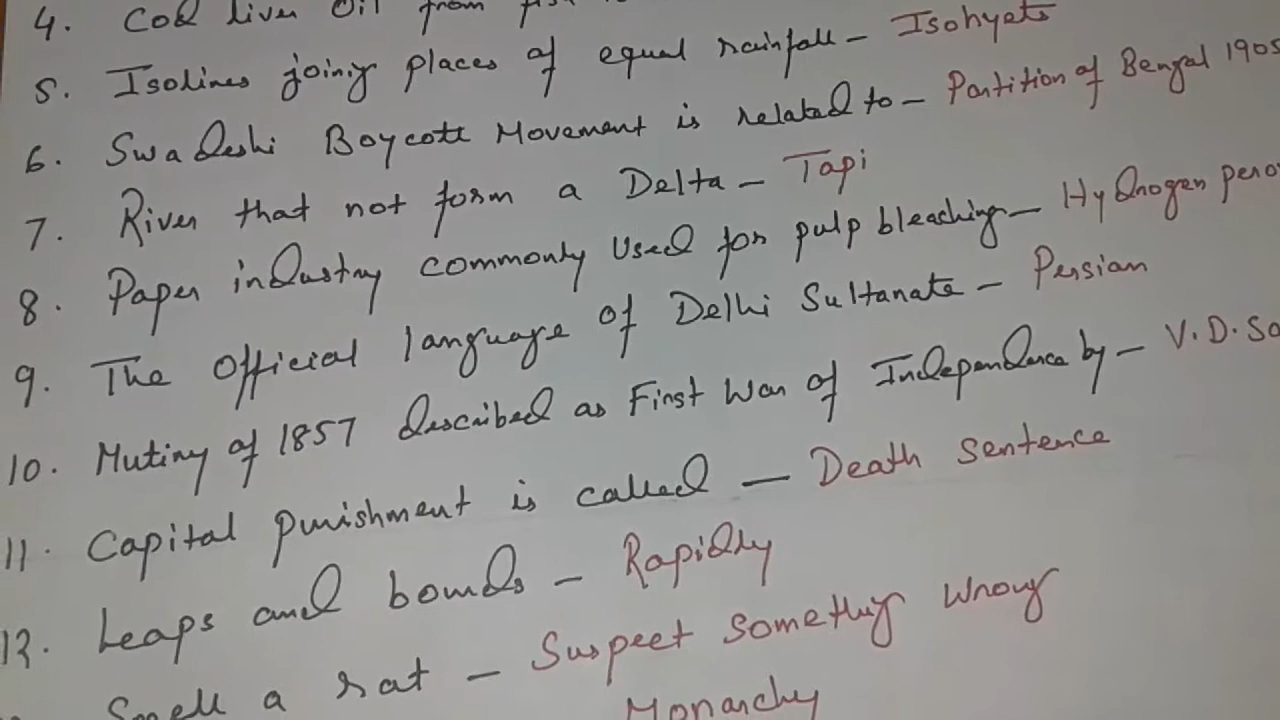 4. Cod liver Oil from
5. Isolines joining places of equal rainfall - Isohyets
6. Swadeshi Boycott Movement is related to - Partition of Bengal 1905
7. River that not form a Delta - Tapi
8. Paper industry commonly used for pulp bleaching - Hydrogen pero
9. The Official language of Delhi Sultanate - Persian
10. Mutiny of 1857 described as First War of Independence by - V.D.Sa
11. Capital punishment is called - Death sentence
12. Leaps and bounds - Rapidly
Smell a rat - Suspect something wrong
Monarchy